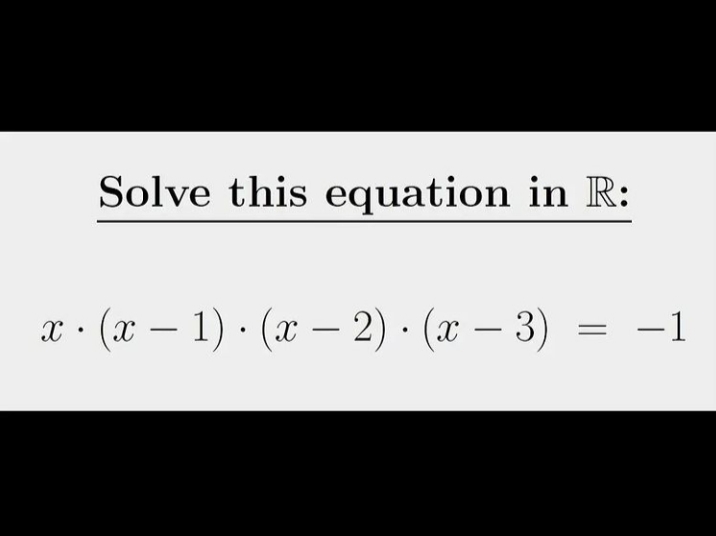 Solve this equation in ℝ:
x · (x − 1) · (x − 2) · (x − 3) = −1